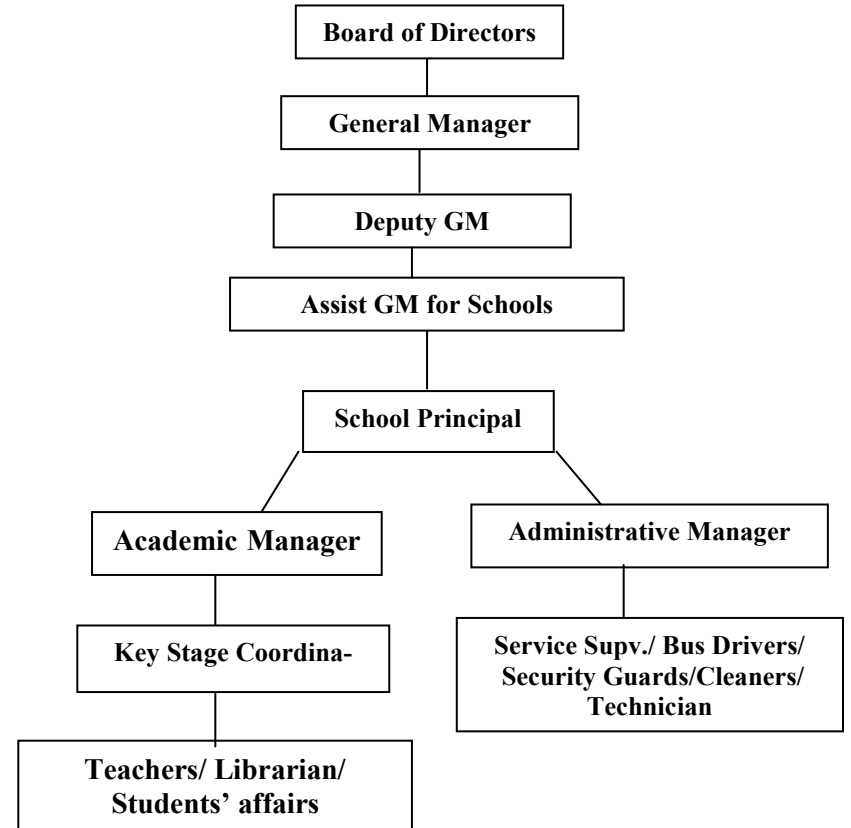 Board of Directors
General Manager
Deputy GM
Assist GM for Schools
School Principal
Academic Manager
Administrative Manager
Key Stage Coordina-
Service Supv./ Bus Drivers/
Security Guards/Cleaners/
Technician
Teachers/ Librarian/
Students’ affairs